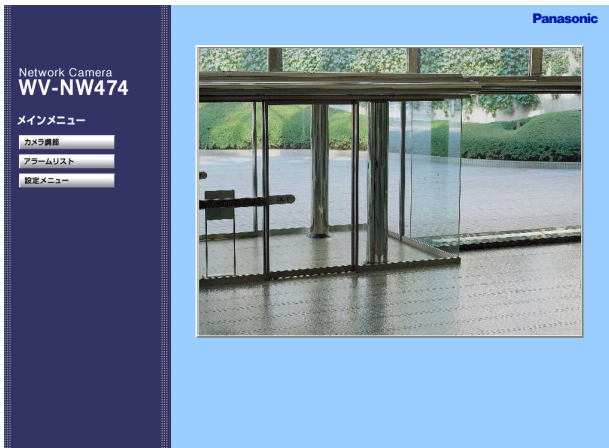 Panasonic
Network Camera
WV-NW474
メインメニュー
カメラ調節
アラームリスト
設定メニュー